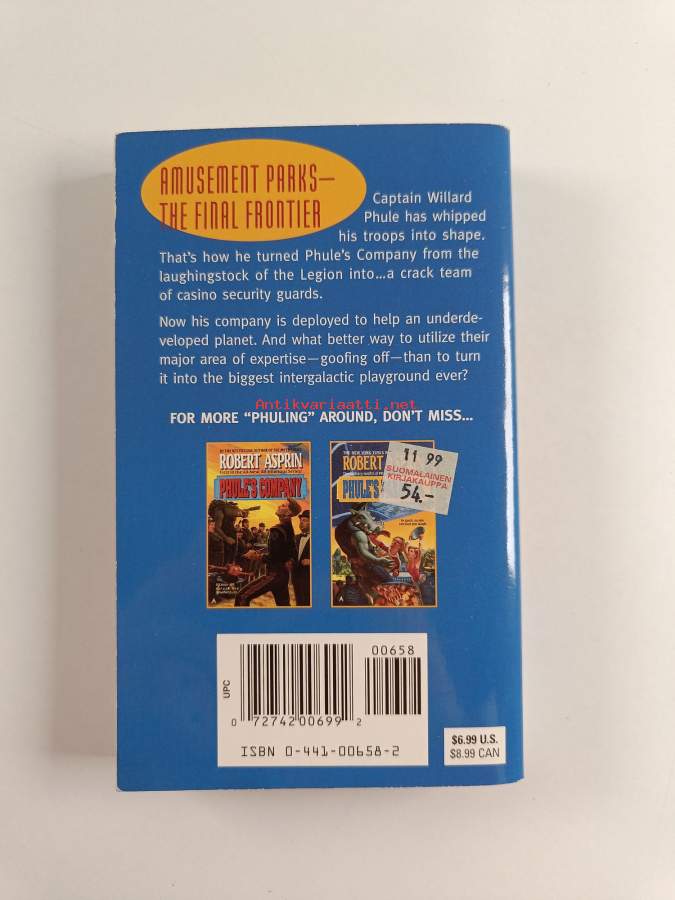 AMUSEMENT PARKS—
THE FINAL FRONTIER
Captain Willard
Phule has whipped
his troops into shape.
That's how he turned Phule's Company from the
laughingstock of the Legion into...a crack team
of casino security guards.
Now his company is deployed to help an underde-
veloped planet. And what better way to utilize their
major area of expertise—goofing off—than to turn
it into the biggest intergalactic playground ever?
Antikvariaatti.net
FOR MORE "PHULING" AROUND, DON'T MISS...
ROBERT ASPRIN
PHULE'S COMPANY
THE NEW YORK TIMES
ROBERT
PHULE'S
11 99
SUOMALAINEN
KIRJAKAUPPA
54.-
UPC
0 72742 00699 2
00658
ISBN 0-441-00658-2
$6.99 U.S.
$8.99 CAN